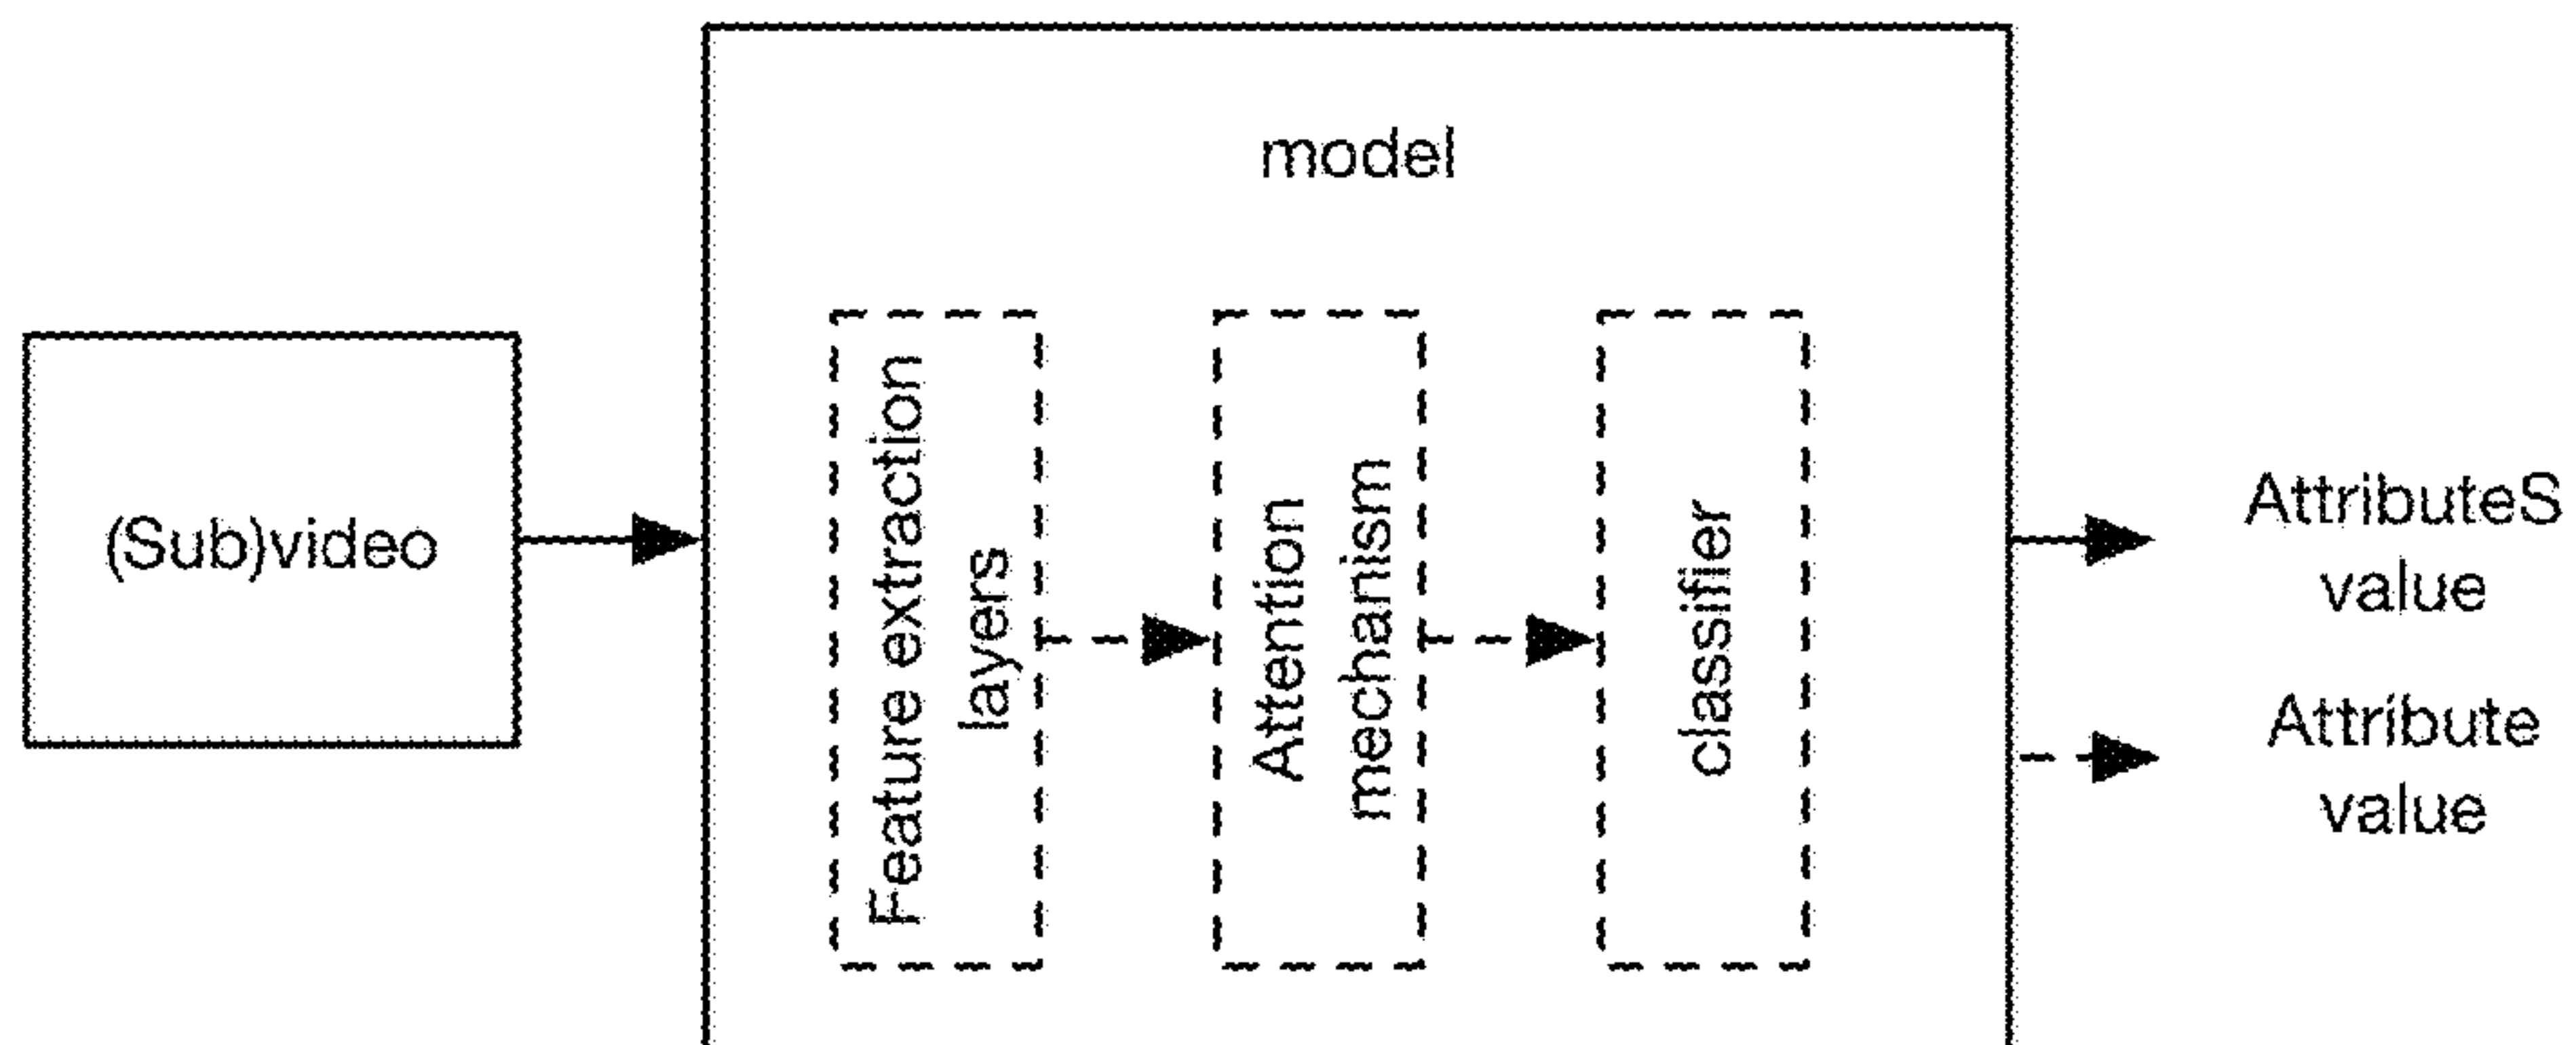 model
(Sub)video
Feature extraction
layers
Attention
mechanism
classifier
AttributeS
value
Attribute
value